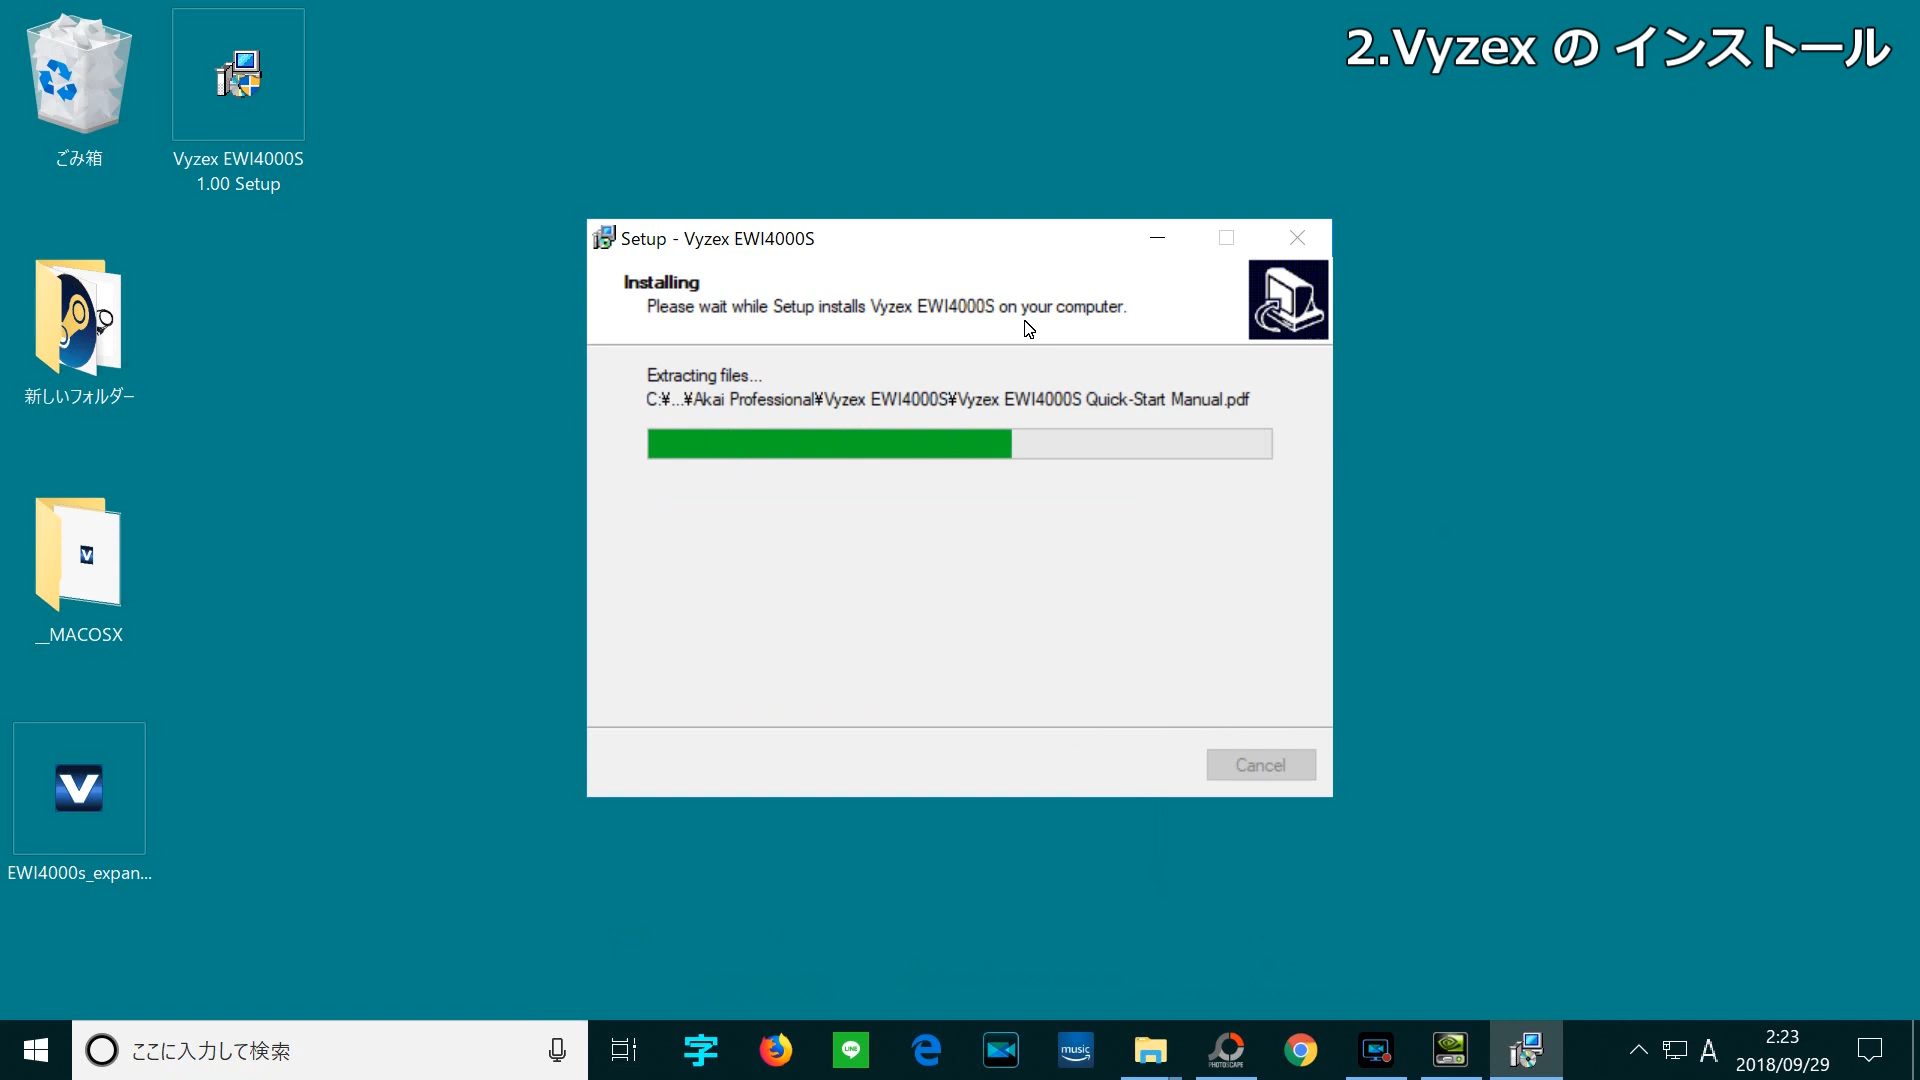 2.Vyzex の インストール
ごみ箱
Vyzex EWI4000S
1.00 Setup
新しいフォルダー
__MACOSX
EWI4000s_expan...
Setup - Vyzex EWI4000S
Installing
Please wait while Setup installs Vyzex EWI4000S on your computer.
Extracting files...
C:¥...¥Akai Professional¥Vyzex EWI4000S¥Vyzex EWI4000S Quick-Start Manual.pdf
Cancel
ここに入力して検索
字
LINE
music
PHOTOSCAPE
A
2:23
2018/09/29